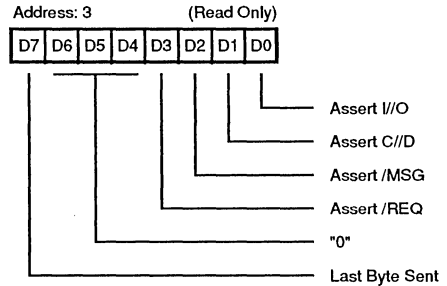 Address: 3 (Read Only)
D7 D6 D5 D4 D3 D2 D1 D0
Assert I//O
Assert C//D
Assert /MSG
Assert /REQ
"0"
Last Byte Sent